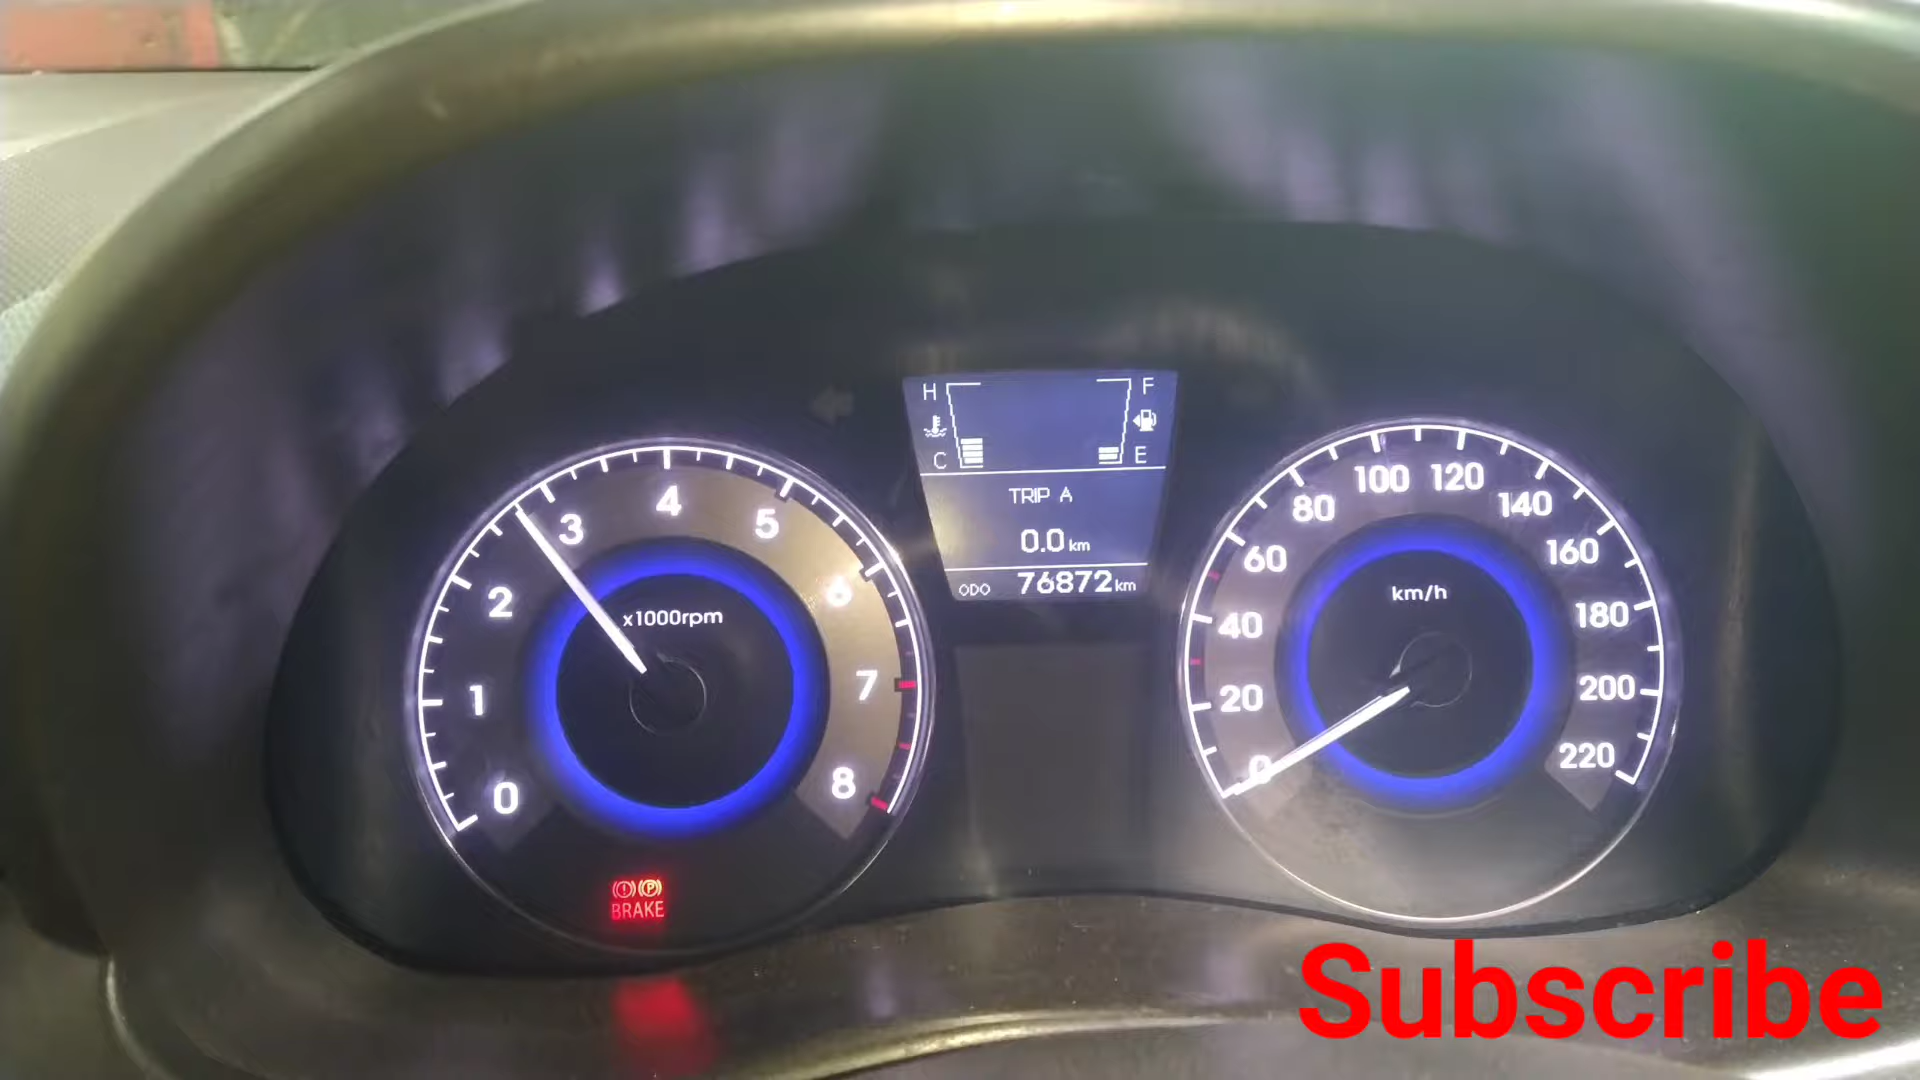 H F
C E
TRIP A
0.0 km
ODO 76872 km
0 1 2 3 4 5 6 7 8
x1000rpm
0 20 40 60 80 100 120 140 160 180 200 220
km/h
(!) (P)
BRAKE
Subscribe